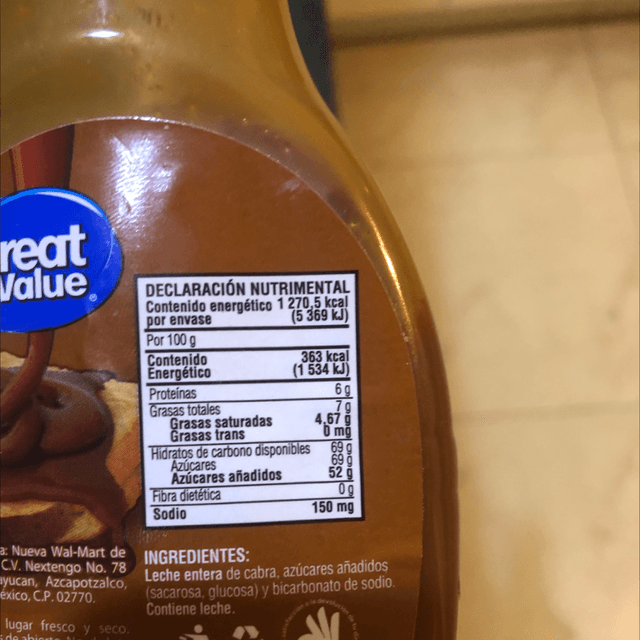 reat
Value
DECLARACIÓN NUTRIMENTAL
Contenido energético 1 270,5 kcal
por envase (5 369 kJ)
Por 100 g
Contenido 363 kcal
Energético (1 534 kJ)
Proteínas 6 g
Grasas totales 7 g
Grasas saturadas 4,67 g
Grasas trans 0 mg
Hidratos de carbono disponibles 69 g
Azúcares 69 g
Azúcares añadidos 52 g
Fibra dietética 0 g
Sodio 150 mg
a: Nueva Wal-Mart de
C.V. Nextengo No. 78
ayucan, Azcapotzalco,
éxico, C.P. 02770.
lugar fresco y seco.
INGREDIENTES:
Leche entera de cabra, azúcares añadidos
(sacarosa, glucosa) y bicarbonato de sodio.
Contiene leche.